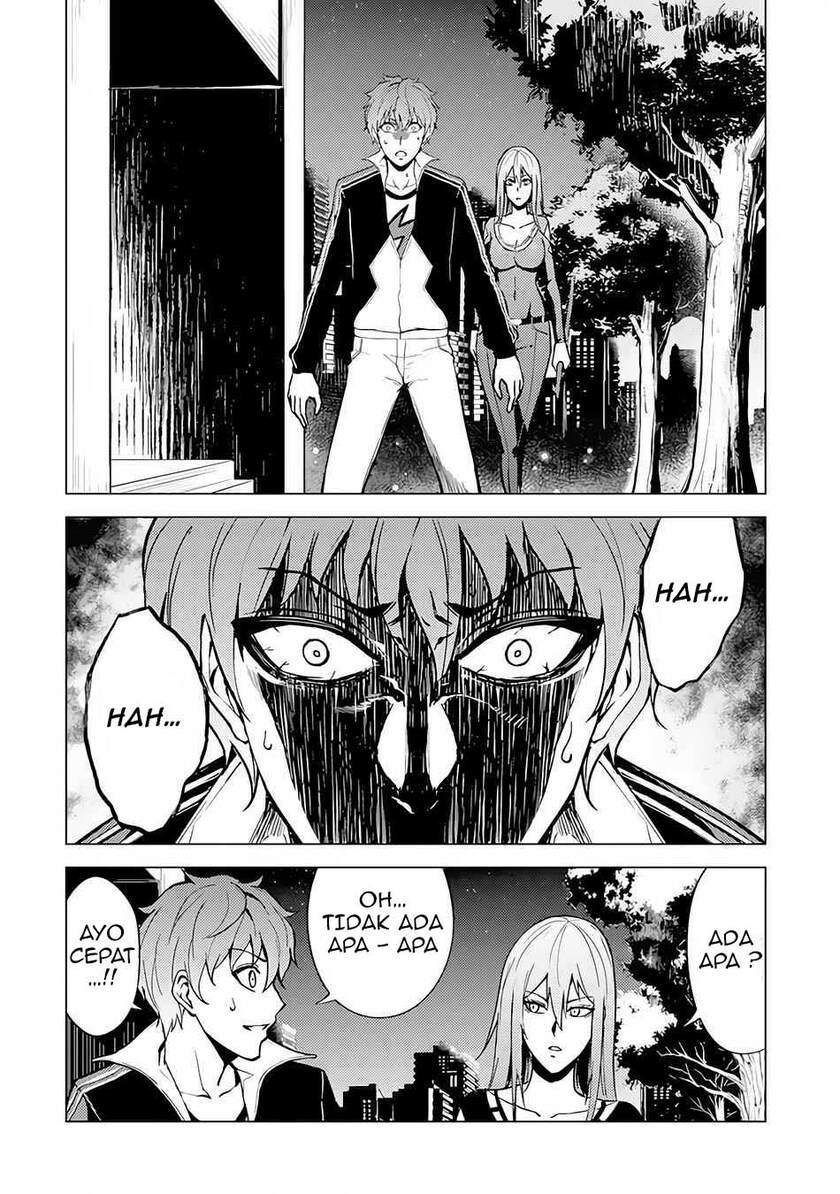 HAH...
HAH...
ADA
APA ?
OH...
TIDAK ADA
APA - APA
AYO
CEPAT
...!!